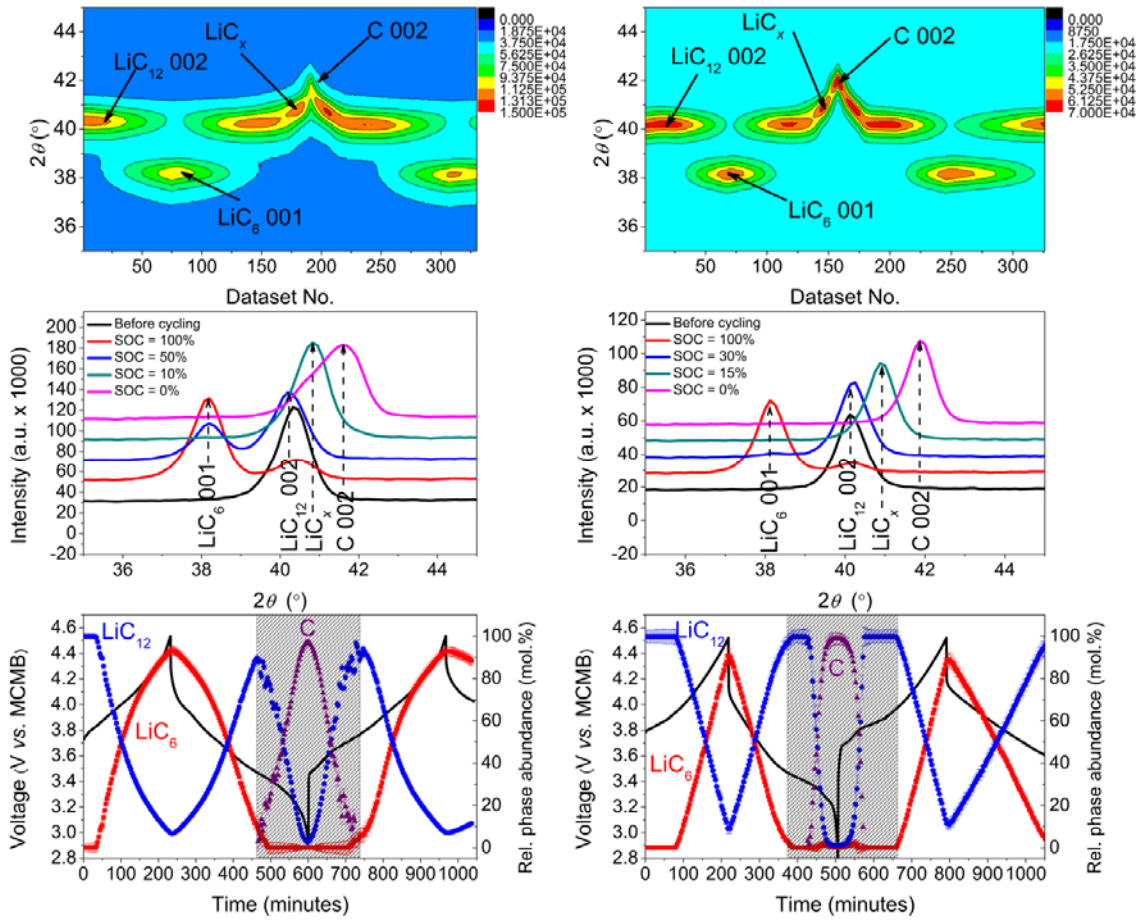 45
42
40
38
36
2θ (°)
50 100 150 200 250 300
Dataset No.
LiC12 002
LiCx
C 002
LiC6 001
0.000
1.875E+04
3.750E+04
5.625E+04
7.500E+04
9.375E+04
1.125E+05
1.313E+05
1.500E+05
44
42
40
38
36
2θ(°)
50 100 150 200 250 300
Dataset No.
LiC12 002
LiCx
C 002
LiC6 001
0.000
8750
1.750E+04
2.625E+04
3.500E+04
4.375E+04
5.250E+04
6.125E+04
7.000E+04
200
180
160
140
120
100
80
60
40
20
0
-20
Intensity (a.u. x 1000)
Before cycling
SOC = 100%
SOC = 50%
SOC = 10%
SOC = 0%
LiC6 001
LiC12 002
LiCx
C 002
36 38 40 42 44
2θ (°)
120
100
80
60
40
20
0
-20
Intensity (a.u. x 1000)
Before cycling
SOC = 100%
SOC = 30%
SOC = 15%
SOC = 0%
LiC6 001
LiC12 002
LiCx
C 002
36 38 40 42 44
2θ (°)
4.6
4.4
4.2
4.0
3.8
3.6
3.4
3.2
3.0
2.8
Voltage (V vs. MCMB)
LiC12
LiC6
C
100
80
60
40
20
0
Rel. phase abundance (mol.%)
0 100 200 300 400 500 600 700 800 900 1000
Time (minutes)
4.6
4.4
4.2
4.0
3.8
3.6
3.4
3.2
3.0
2.8
Voltage (V vs. MCMB)
LiC12
LiC6
C
100
80
60
40
20
0
Rel. phase abundance (mol.%)
0 100 200 300 400 500 600 700 800 900 1000
Time (minutes)